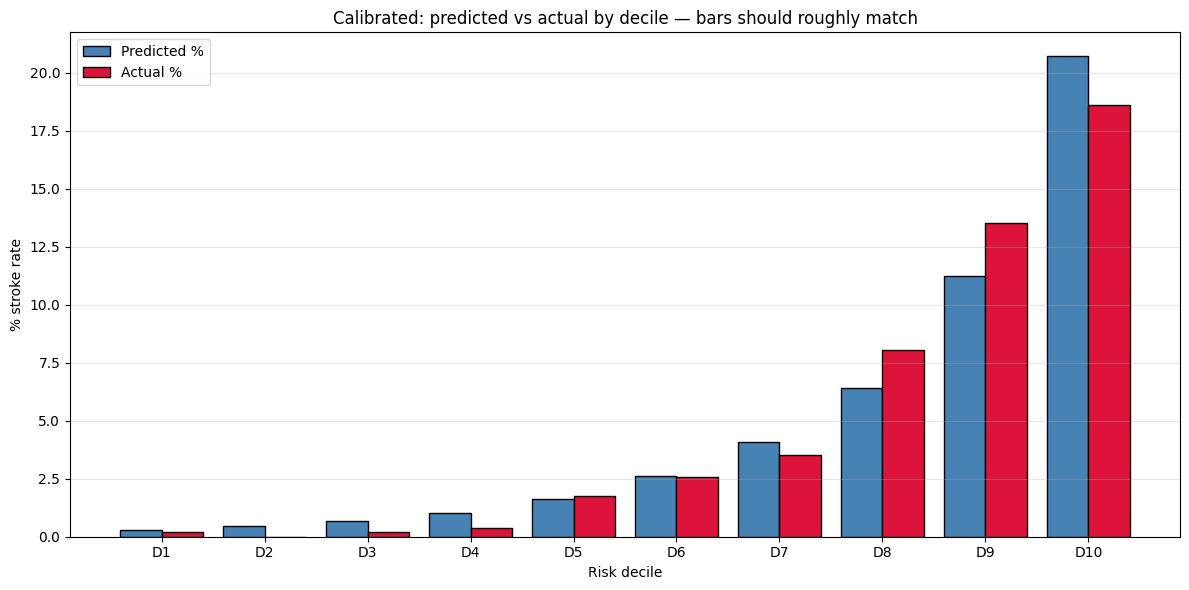 Calibrated: predicted vs actual by decile — bars should roughly match
Predicted %
Actual %
20.0
17.5
15.0
12.5
10.0
7.5
5.0
2.5
0.0
% stroke rate
D1 D2 D3 D4 D5 D6 D7 D8 D9 D10
Risk decile